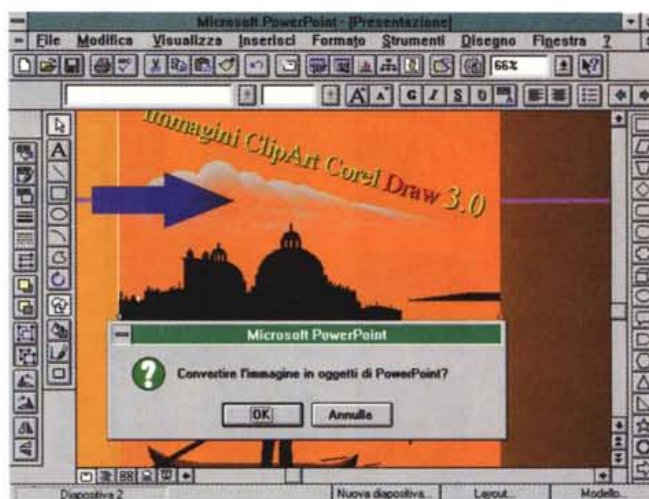 Microsoft PowerPoint - [Presentazione]
File Modifica Visualizza Inserisci Formato Strumenti Disegno Finestra ?
66%
G I S
Immagini ClipArt Corel Draw 3.0
Microsoft PowerPoint
Convertire l'immagine in oggetti di PowerPoint?
OK Annulla
Diapositiva 2 Nuova diapositiva... Layout... Modello...